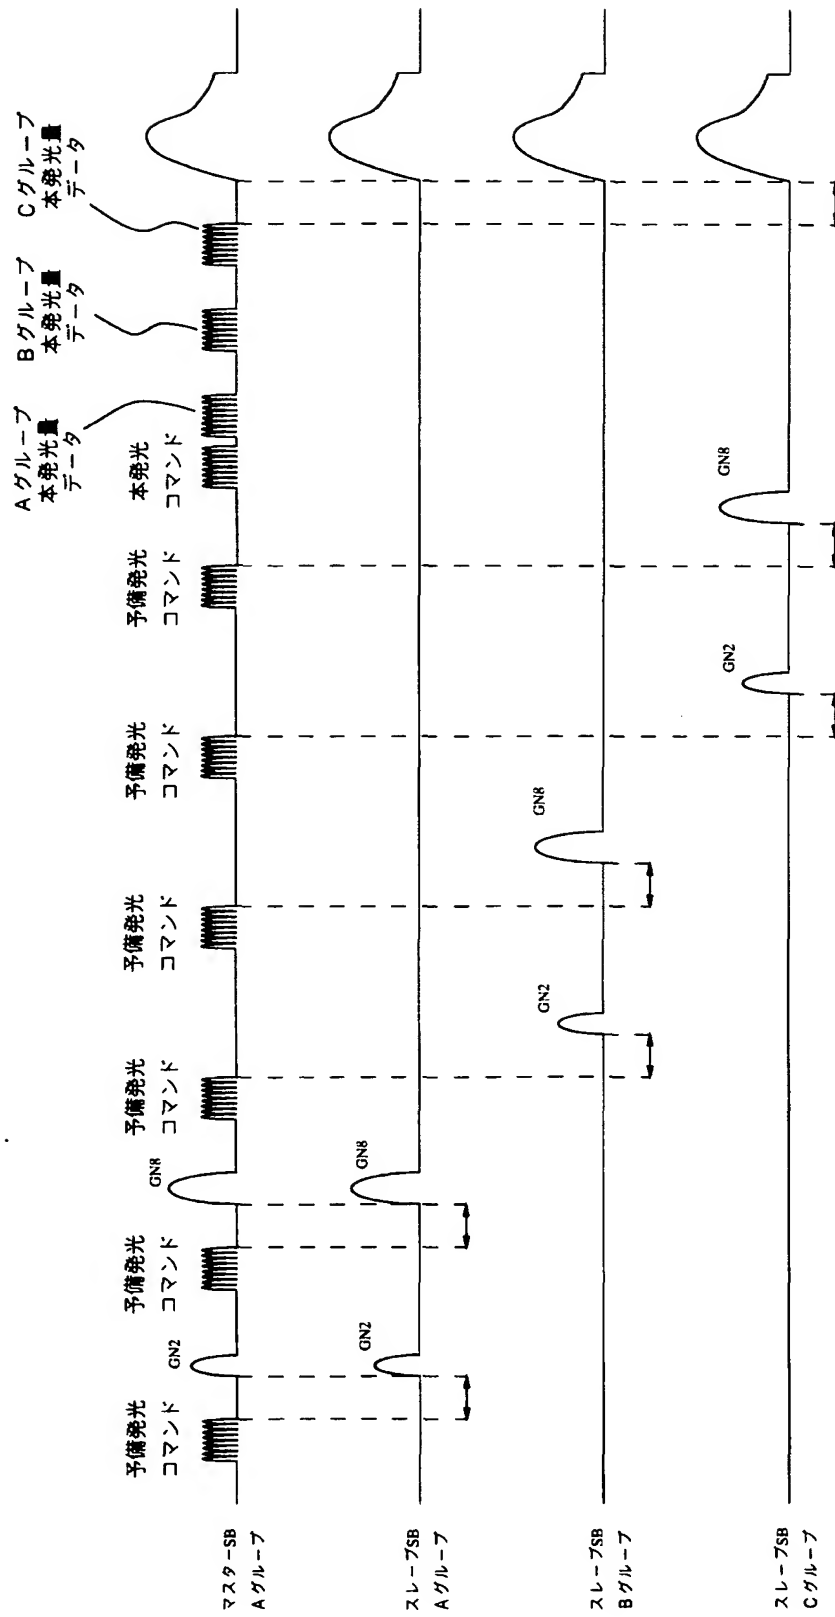 Aグループ
本発光量
データ
Bグループ
本発光量
データ
Cグループ
本発光量
データ
予備発光
コマンド
予備発光
コマンド
予備発光
コマンド
予備発光
コマンド
予備発光
コマンド
予備発光
コマンド
本発光
コマンド
マスターSB
Aグループ
GN2
GN8
スレーブSB
Aグループ
GN2
GN8
スレーブSB
Bグループ
GN2
GN8
スレーブSB
Cグループ
GN2
GN8